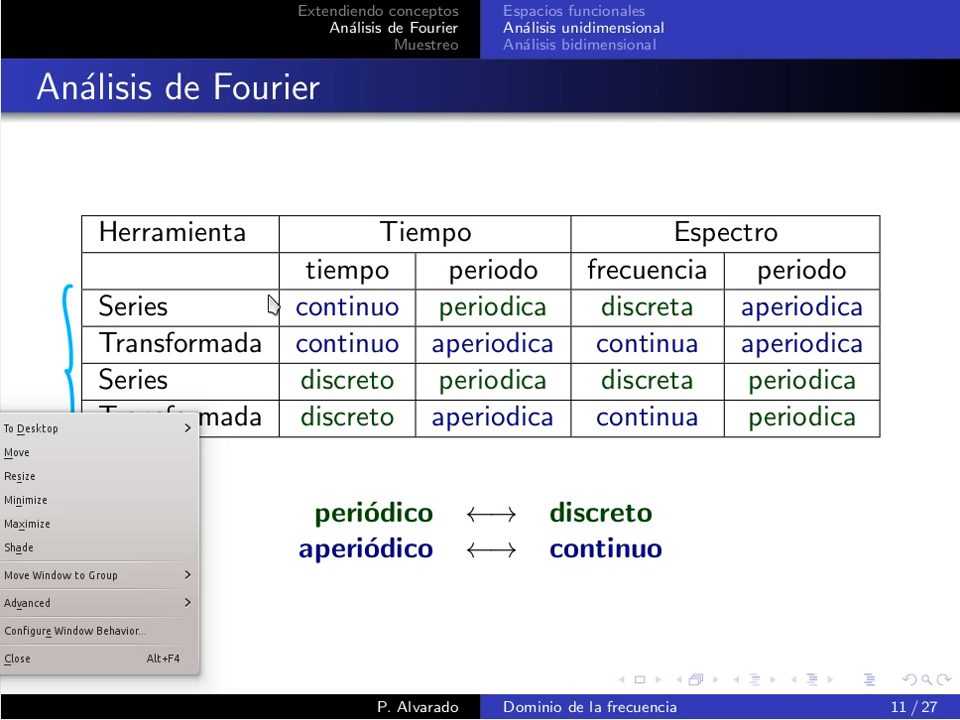 Extendiendo conceptos
Análisis de Fourier
Muestreo
Espacios funcionales
Análisis unidimensional
Análisis bidimensional
Análisis de Fourier
Herramienta Tiempo Espectro
tiempo periodo frecuencia periodo
Series continuo periodica discreta aperiodica
Transformada continuo aperiodica continua aperiodica
Series discreto periodica discreta periodica
Transformada discreto aperiodica continua periodica
periódico ⟷ discreto
aperiódico ⟷ continuo
To Desktop
Move
Resize
Minimize
Maximize
Shade
Move Window to Group
Advanced
Configure Window Behavior...
Close Alt+F4
P. Alvarado Dominio de la frecuencia 11 / 27